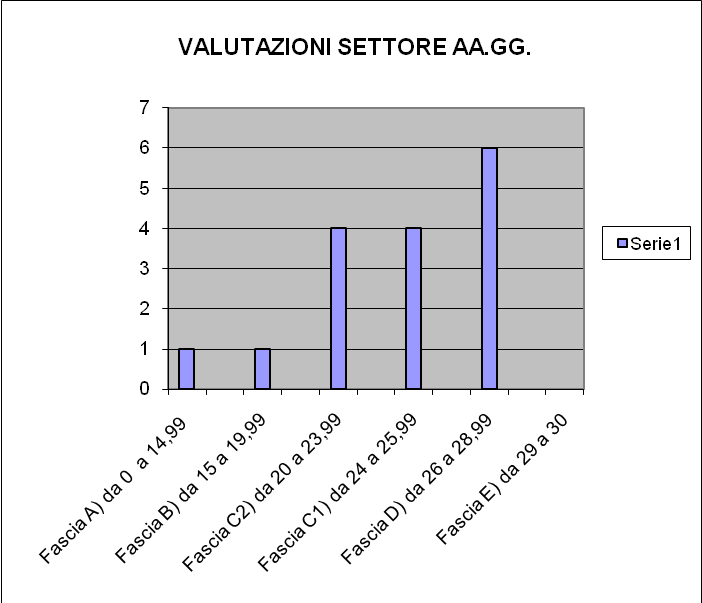 VALUTAZIONI SETTORE AA.GG.
7
6
5
4
3
2
1
0
Serie1
Fascia A) da 0  a 14,99
Fascia B) da 15 a 19,99
Fascia C2) da 20 a 23,99
Fascia C1) da 24 a 25,99
Fascia D) da 26 a 28,99
Fascia E) da 29 a 30